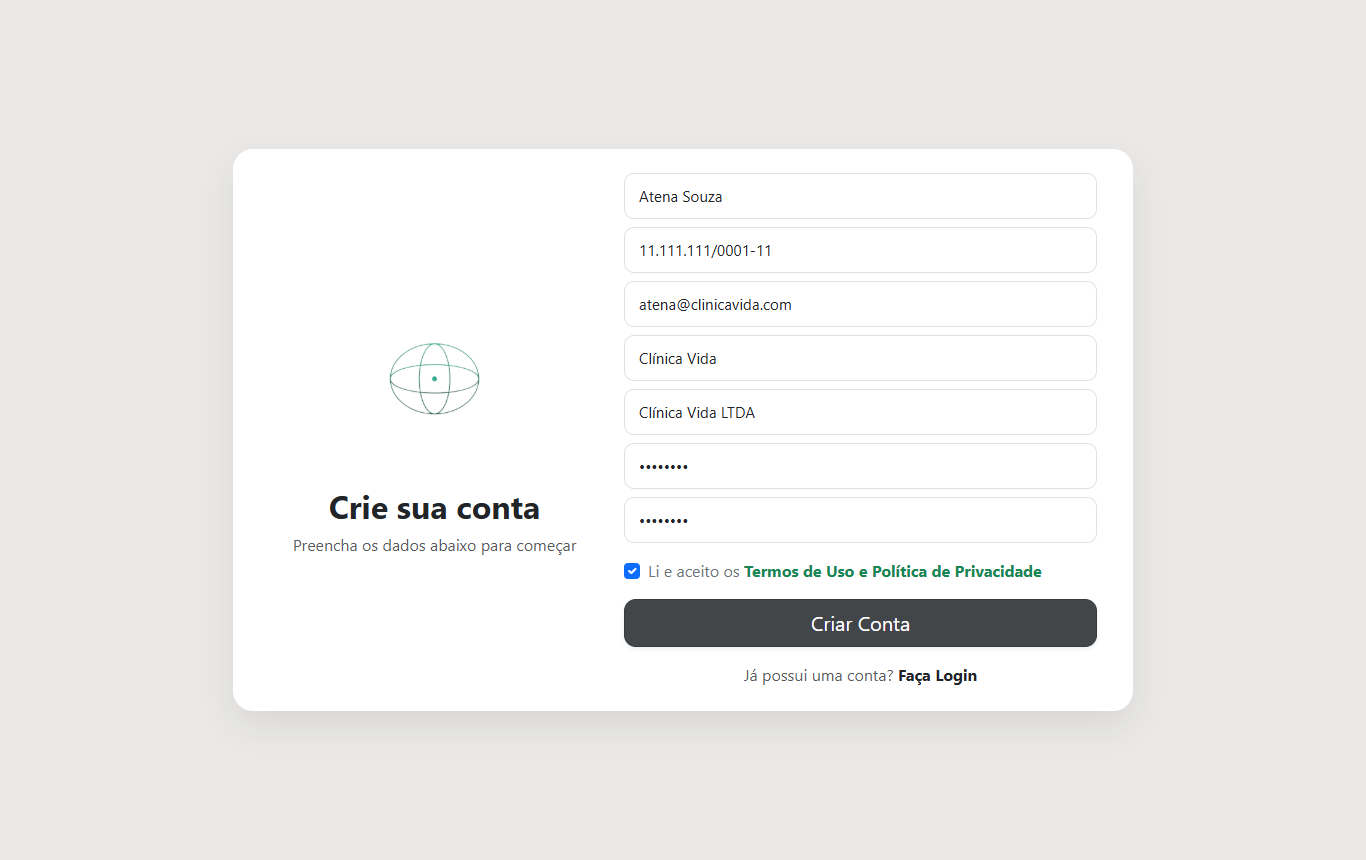 Crie sua conta
Preencha os dados abaixo para começar
Atena Souza
11.111.111/0001-11
atena@clinicavida.com
Clínica Vida
Clínica Vida LTDA
••••••••
••••••••
Li e aceito os Termos de Uso e Política de Privacidade
Criar Conta
Já possui uma conta? Faça Login